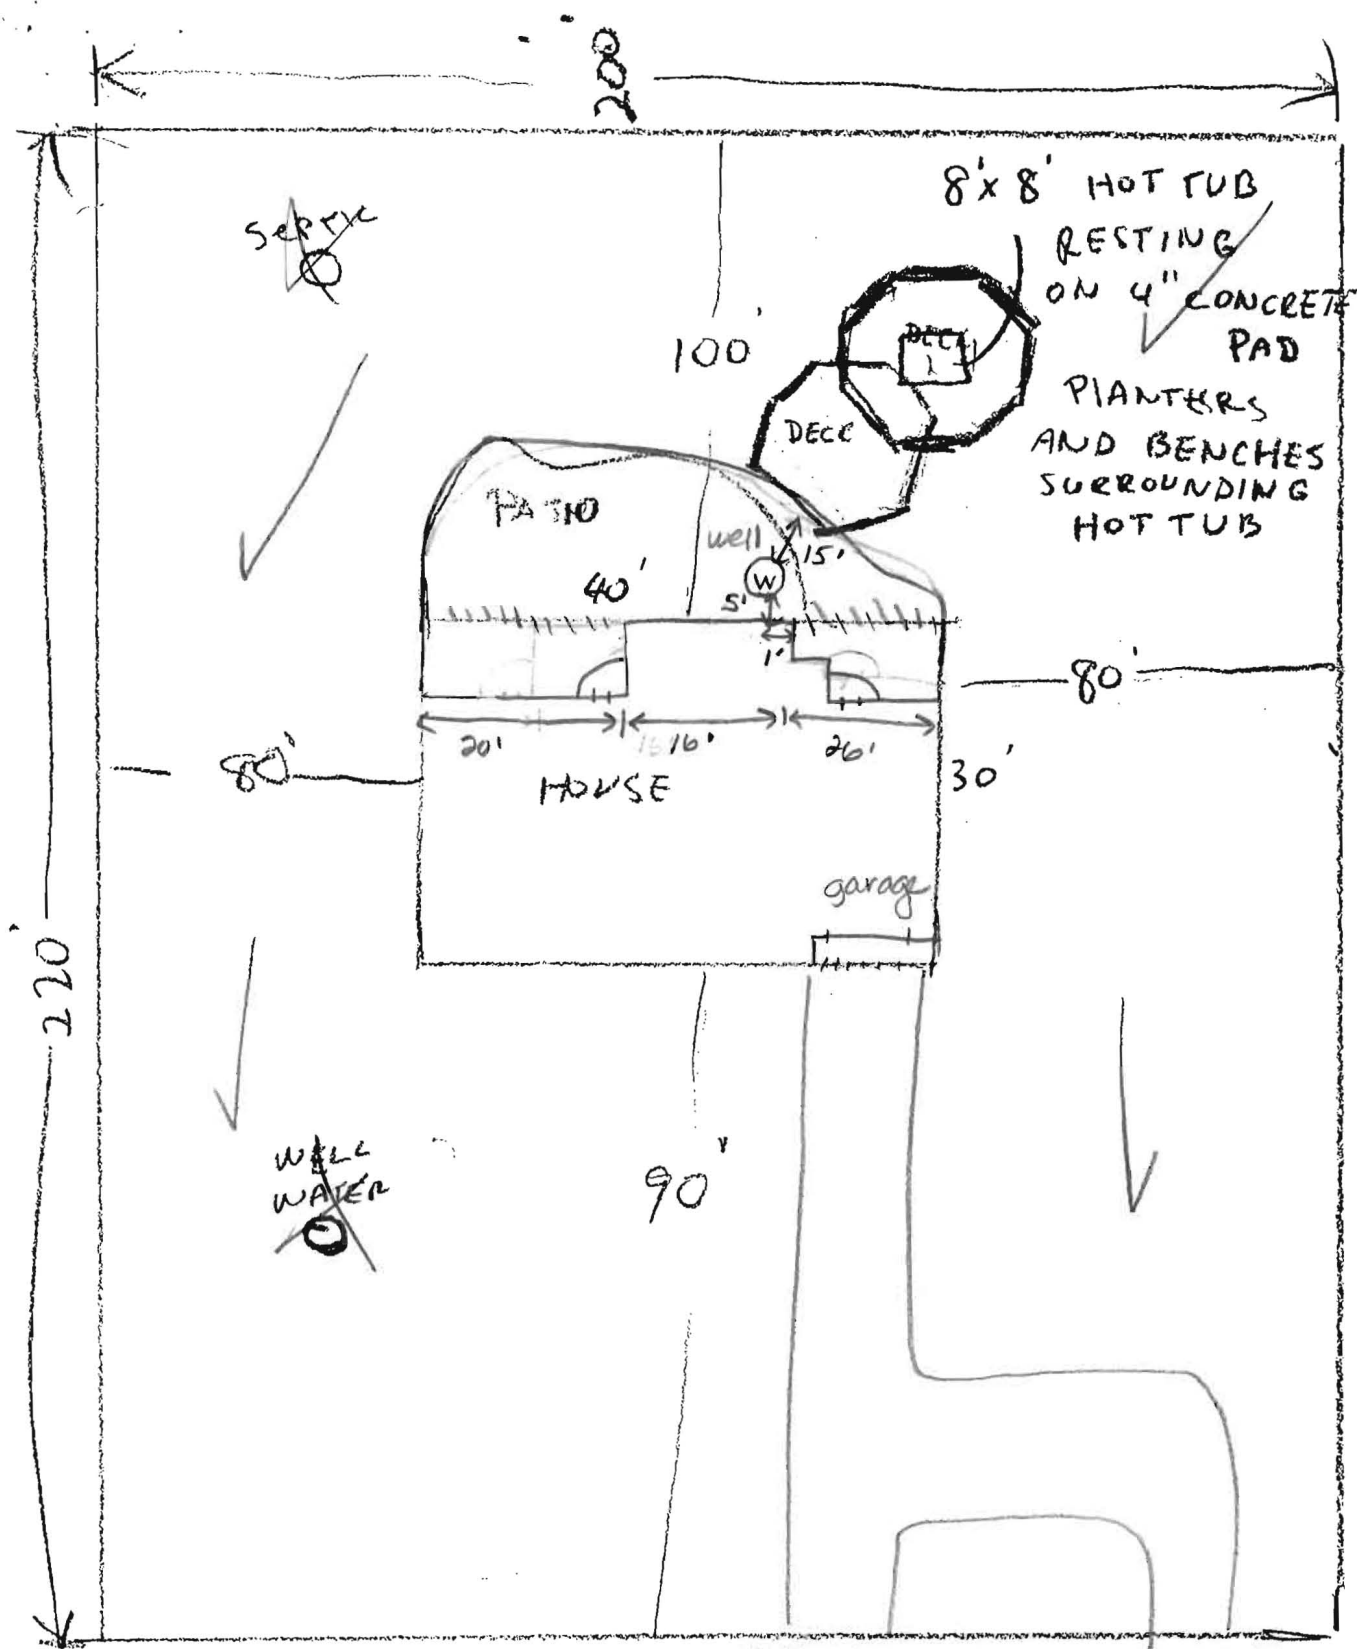 200'
8'x 8' HOT TUB
RESTING
ON 4" CONCRETE
PAD
SEPTIC
DECK
100'
PLANTERS
AND BENCHES
SURROUNDING
HOT TUB
DECK
PATIO
well
15'
W
40'
5'
1'
80'
20'
16'
26'
80'
HOUSE
30'
garage
220'
WELL
WATER
90'